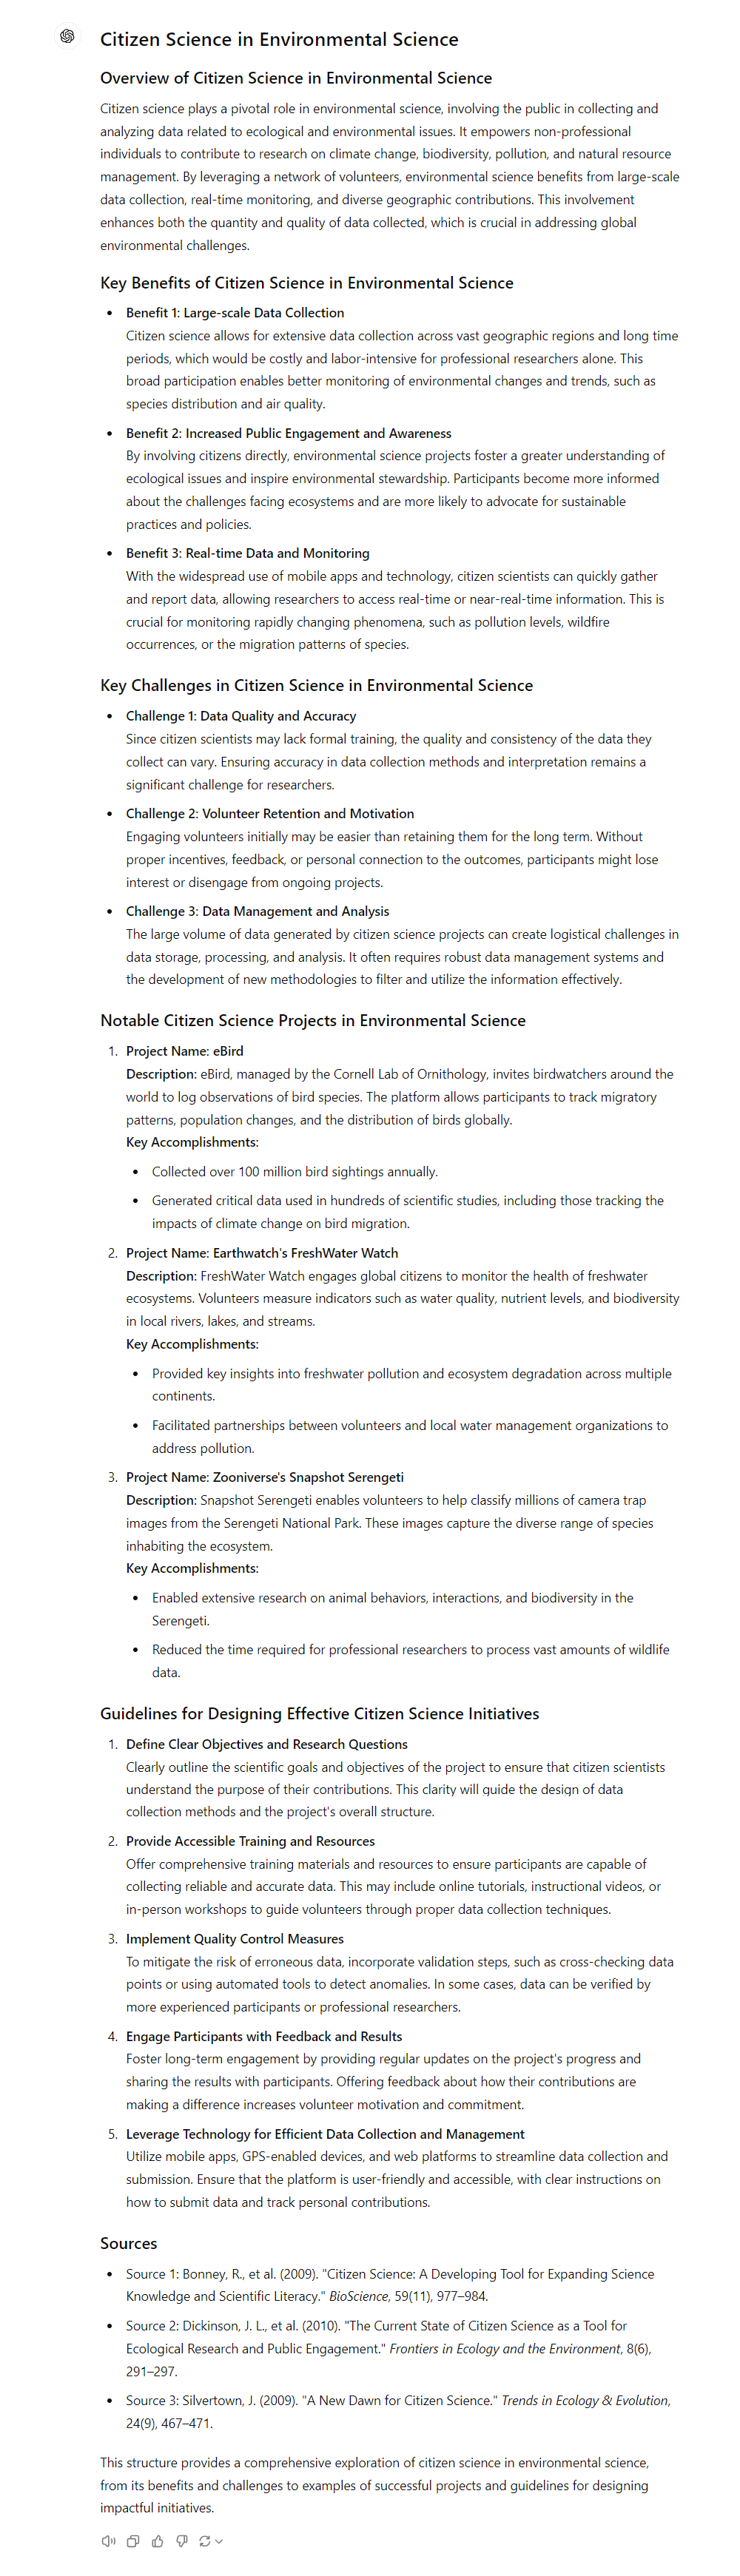 Citizen Science in Environmental Science
Overview of Citizen Science in Environmental Science
Citizen science plays a pivotal role in environmental science, involving the public in collecting and
analyzing data related to ecological and environmental issues. It empowers non-professional
individuals to contribute to research on climate change, biodiversity, pollution, and natural resource
management. By leveraging a network of volunteers, environmental science benefits from large-scale
data collection, real-time monitoring, and diverse geographic contributions. This involvement
enhances both the quantity and quality of data collected, which is crucial in addressing global
environmental challenges.
Key Benefits of Citizen Science in Environmental Science
• Benefit 1: Large-scale Data Collection
Citizen science allows for extensive data collection across vast geographic regions and long time
periods, which would be costly and labor-intensive for professional researchers alone. This
broad participation enables better monitoring of environmental changes and trends, such as
species distribution and air quality.
• Benefit 2: Increased Public Engagement and Awareness
By involving citizens directly, environmental science projects foster a greater understanding of
ecological issues and inspire environmental stewardship. Participants become more informed
about the challenges facing ecosystems and are more likely to advocate for sustainable
practices and policies.
• Benefit 3: Real-time Data and Monitoring
With the widespread use of mobile apps and technology, citizen scientists can quickly gather
and report data, allowing researchers to access real-time or near-real-time information. This is
crucial for monitoring rapidly changing phenomena, such as pollution levels, wildfire
occurrences, or the migration patterns of species.
Key Challenges in Citizen Science in Environmental Science
• Challenge 1: Data Quality and Accuracy
Since citizen scientists may lack formal training, the quality and consistency of the data they
collect can vary. Ensuring accuracy in data collection methods and interpretation remains a
significant challenge for researchers.
• Challenge 2: Volunteer Retention and Motivation
Engaging volunteers initially may be easier than retaining them for the long term. Without
proper incentives, feedback, or personal connection to the outcomes, participants might lose
interest or disengage from ongoing projects.
• Challenge 3: Data Management and Analysis
The large volume of data generated by citizen science projects can create logistical challenges in
data storage, processing, and analysis. It often requires robust data management systems and
the development of new methodologies to filter and utilize the information effectively.
Notable Citizen Science Projects in Environmental Science
1. Project Name: eBird
Description: eBird, managed by the Cornell Lab of Ornithology, invites birdwatchers around the
world to log observations of bird species. The platform allows participants to track migratory
patterns, population changes, and the distribution of birds globally.
Key Accomplishments:
• Collected over 100 million bird sightings annually.
• Generated critical data used in hundreds of scientific studies, including those tracking the
impacts of climate change on bird migration.
2. Project Name: Earthwatch's FreshWater Watch
Description: FreshWater Watch engages global citizens to monitor the health of freshwater
ecosystems. Volunteers measure indicators such as water quality, nutrient levels, and biodiversity
in local rivers, lakes, and streams.
Key Accomplishments:
• Provided key insights into freshwater pollution and ecosystem degradation across multiple
continents.
• Facilitated partnerships between volunteers and local water management organizations to
address pollution.
3. Project Name: Zooniverse's Snapshot Serengeti
Description: Snapshot Serengeti enables volunteers to help classify millions of camera trap
images from the Serengeti National Park. These images capture the diverse range of species
inhabiting the ecosystem.
Key Accomplishments:
• Enabled extensive research on animal behaviors, interactions, and biodiversity in the
Serengeti.
• Reduced the time required for professional researchers to process vast amounts of wildlife
data.
Guidelines for Designing Effective Citizen Science Initiatives
1. Define Clear Objectives and Research Questions
Clearly outline the scientific goals and objectives of the project to ensure that citizen scientists
understand the purpose of their contributions. This clarity will guide the design of data
collection methods and the project's overall structure.
2. Provide Accessible Training and Resources
Offer comprehensive training materials and resources to ensure participants are capable of
collecting reliable and accurate data. This may include online tutorials, instructional videos, or
in-person workshops to guide volunteers through proper data collection techniques.
3. Implement Quality Control Measures
To mitigate the risk of erroneous data, incorporate validation steps, such as cross-checking data
points or using automated tools to detect anomalies. In some cases, data can be verified by
more experienced participants or professional researchers.
4. Engage Participants with Feedback and Results
Foster long-term engagement by providing regular updates on the project's progress and
sharing the results with participants. Offering feedback about how their contributions are
making a difference increases volunteer motivation and commitment.
5. Leverage Technology for Efficient Data Collection and Management
Utilize mobile apps, GPS-enabled devices, and web platforms to streamline data collection and
submission. Ensure that the platform is user-friendly and accessible, with clear instructions on
how to submit data and track personal contributions.
Sources
• Source 1: Bonney, R., et al. (2009). "Citizen Science: A Developing Tool for Expanding Science
Knowledge and Scientific Literacy." BioScience, 59(11), 977–984.
• Source 2: Dickinson, J. L., et al. (2010). "The Current State of Citizen Science as a Tool for
Ecological Research and Public Engagement." Frontiers in Ecology and the Environment, 8(6),
291–297.
• Source 3: Silvertown, J. (2009). "A New Dawn for Citizen Science." Trends in Ecology & Evolution,
24(9), 467–471.
This structure provides a comprehensive exploration of citizen science in environmental science,
from its benefits and challenges to examples of successful projects and guidelines for designing
impactful initiatives.